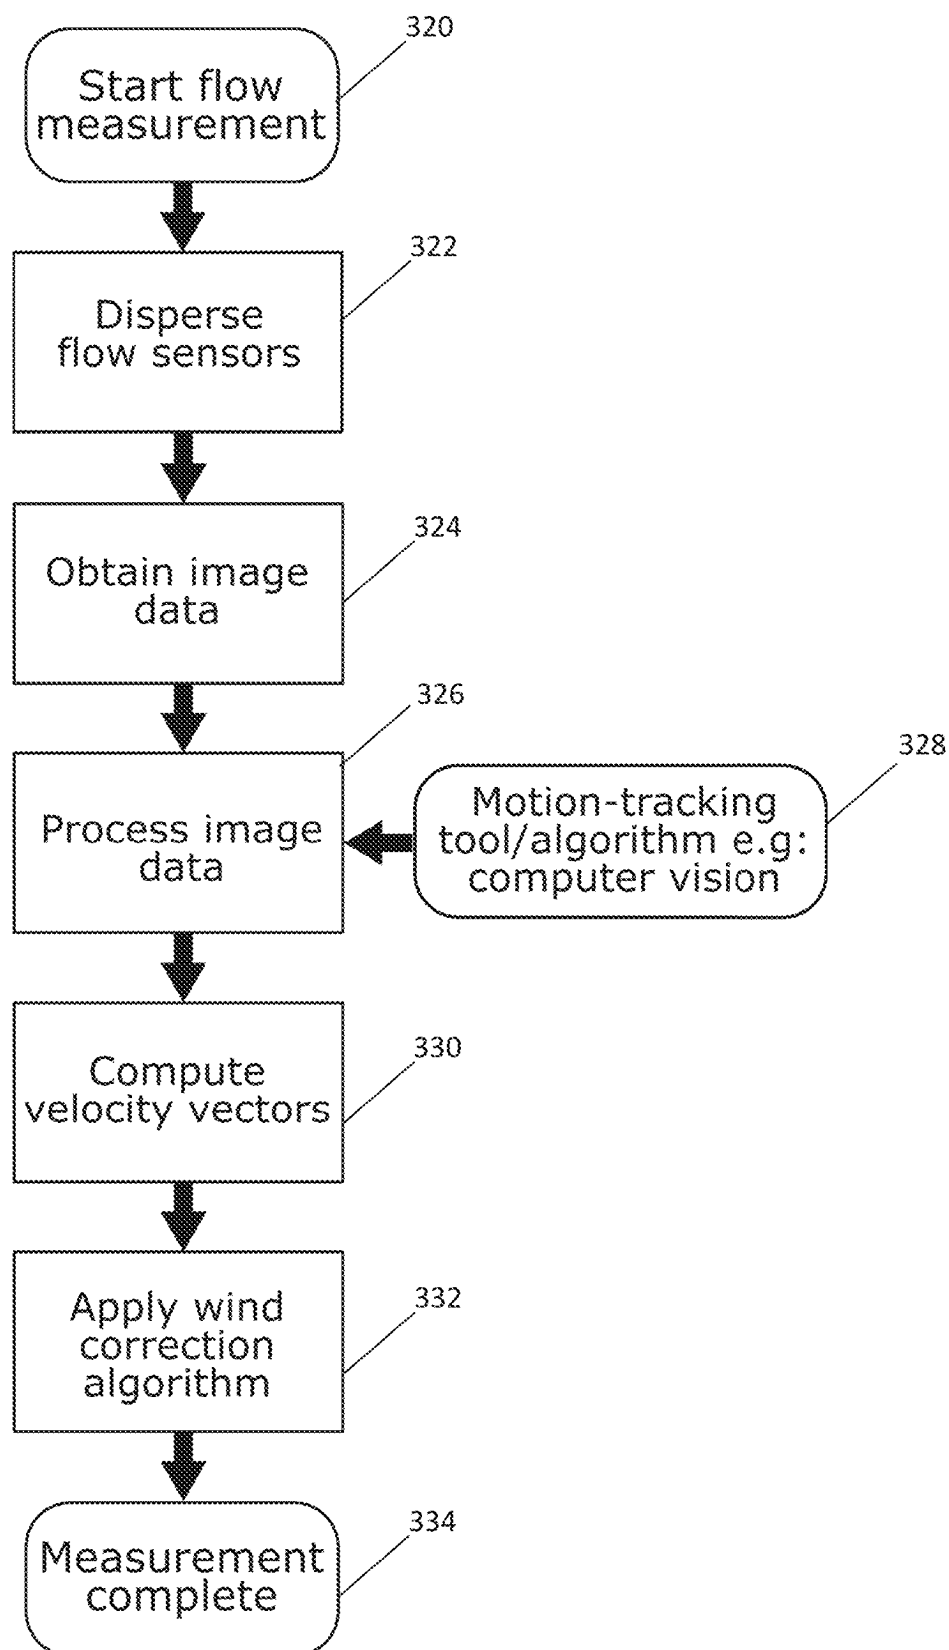 320
Start flow
measurement
322
Disperse
flow sensors
324
Obtain image
data
326
Process image
data
328
Motion-tracking
tool/algorithm e.g:
computer vision
330
Compute
velocity vectors
332
Apply wind
correction
algorithm
334
Measurement
complete